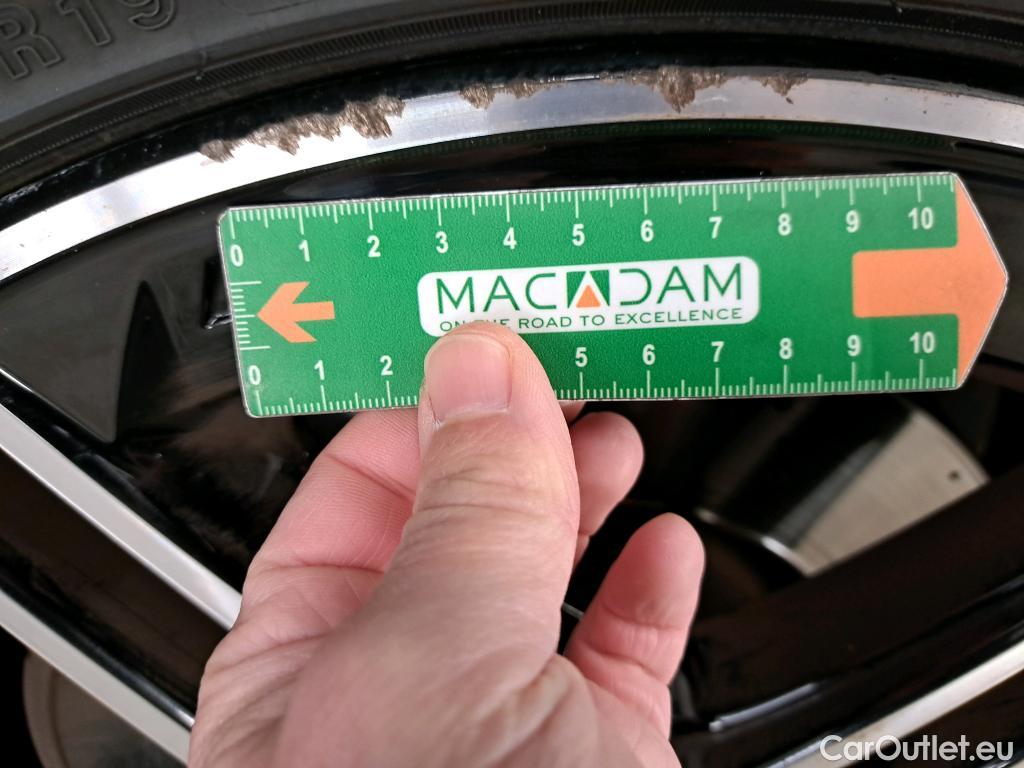 R19
0 1 2 3 4 5 6 7 8 9 10
MACADAM
ON THE ROAD TO EXCELLENCE
0 1 2 5 6 7 8 9 10
CarOutlet.eu